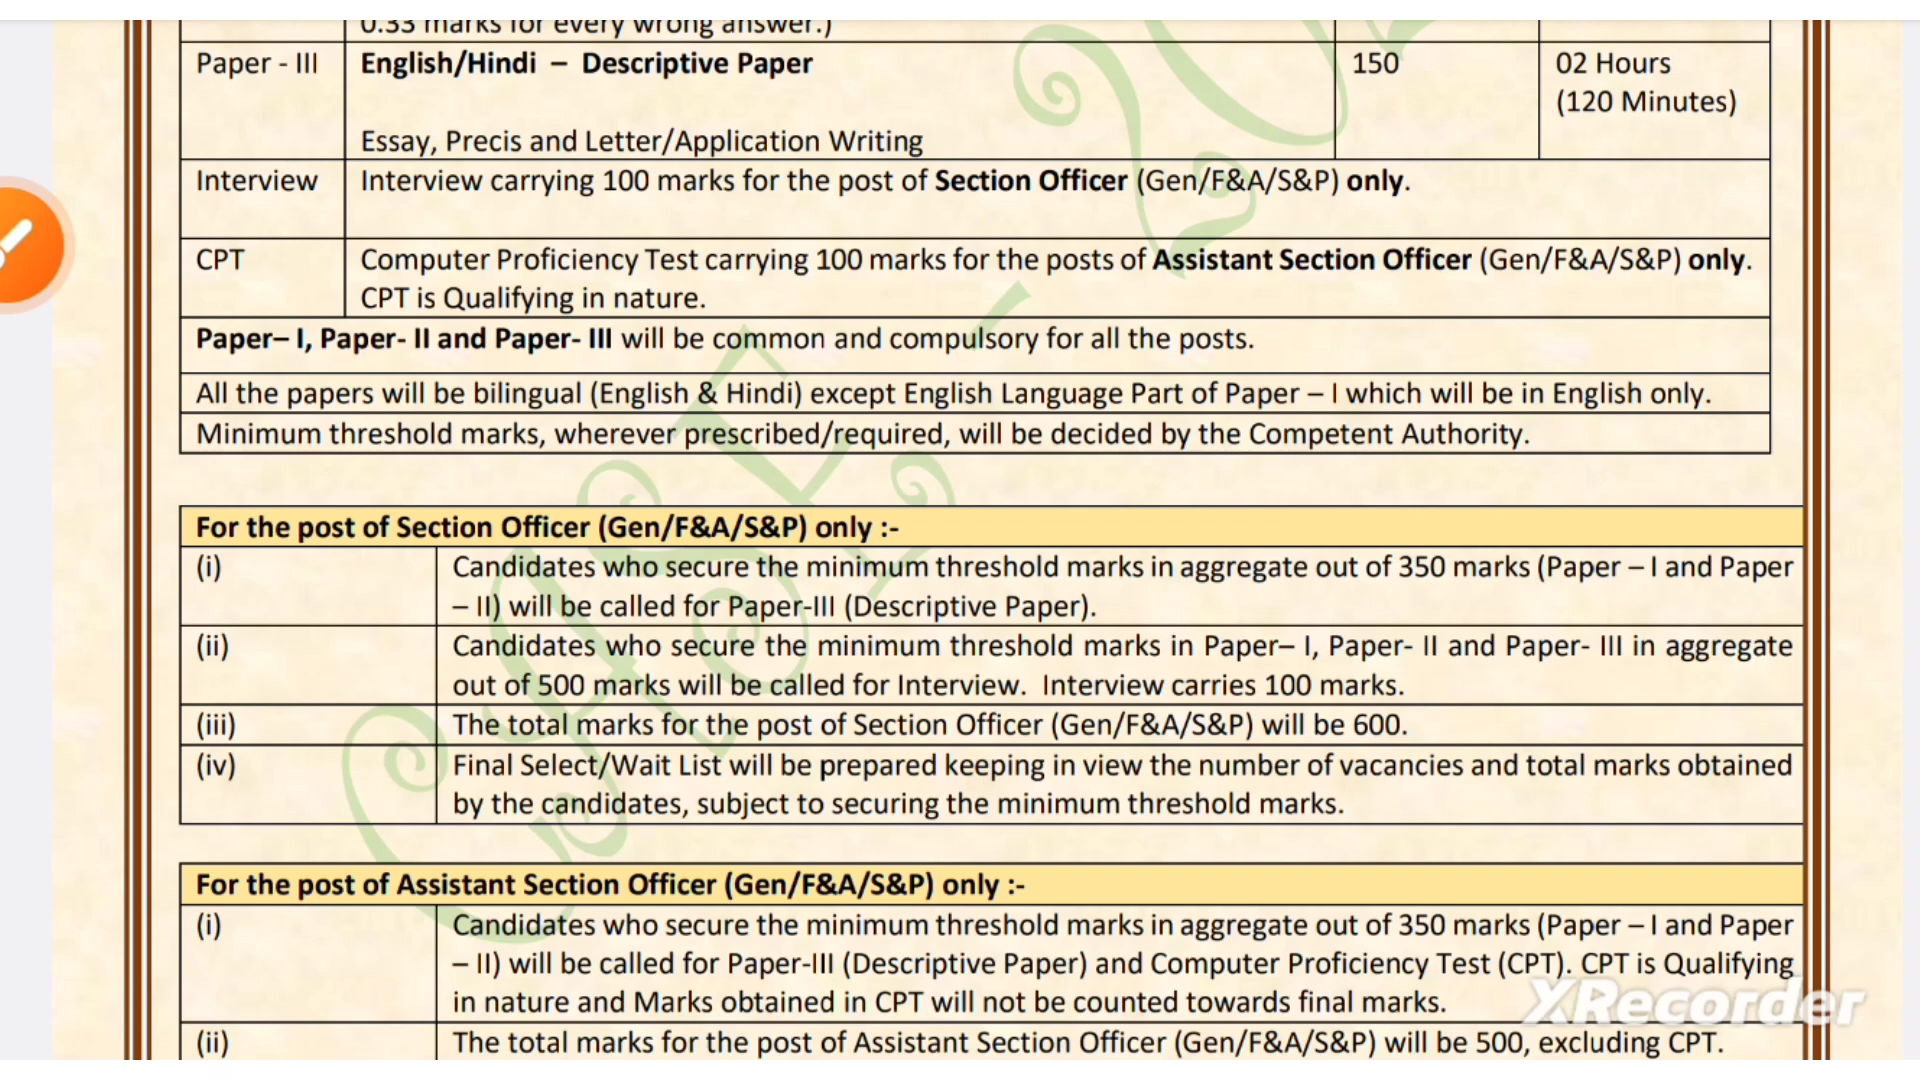 0.33 marks for every wrong answer.)
Paper - III English/Hindi – Descriptive Paper 150 02 Hours
(120 Minutes)
Essay, Precis and Letter/Application Writing
Interview Interview carrying 100 marks for the post of Section Officer (Gen/F&A/S&P) only.
CPT Computer Proficiency Test carrying 100 marks for the posts of Assistant Section Officer (Gen/F&A/S&P) only.
CPT is Qualifying in nature.
Paper– I, Paper- II and Paper- III will be common and compulsory for all the posts.
All the papers will be bilingual (English & Hindi) except English Language Part of Paper – I which will be in English only.
Minimum threshold marks, wherever prescribed/required, will be decided by the Competent Authority.
For the post of Section Officer (Gen/F&A/S&P) only :-
(i) Candidates who secure the minimum threshold marks in aggregate out of 350 marks (Paper – I and Paper
– II) will be called for Paper-III (Descriptive Paper).
(ii) Candidates who secure the minimum threshold marks in Paper– I, Paper- II and Paper- III in aggregate
out of 500 marks will be called for Interview. Interview carries 100 marks.
(iii) The total marks for the post of Section Officer (Gen/F&A/S&P) will be 600.
(iv) Final Select/Wait List will be prepared keeping in view the number of vacancies and total marks obtained
by the candidates, subject to securing the minimum threshold marks.
For the post of Assistant Section Officer (Gen/F&A/S&P) only :-
(i) Candidates who secure the minimum threshold marks in aggregate out of 350 marks (Paper – I and Paper
– II) will be called for Paper-III (Descriptive Paper) and Computer Proficiency Test (CPT). CPT is Qualifying
in nature and Marks obtained in CPT will not be counted towards final marks.
XRecorder
(ii) The total marks for the post of Assistant Section Officer (Gen/F&A/S&P) will be 500, excluding CPT.